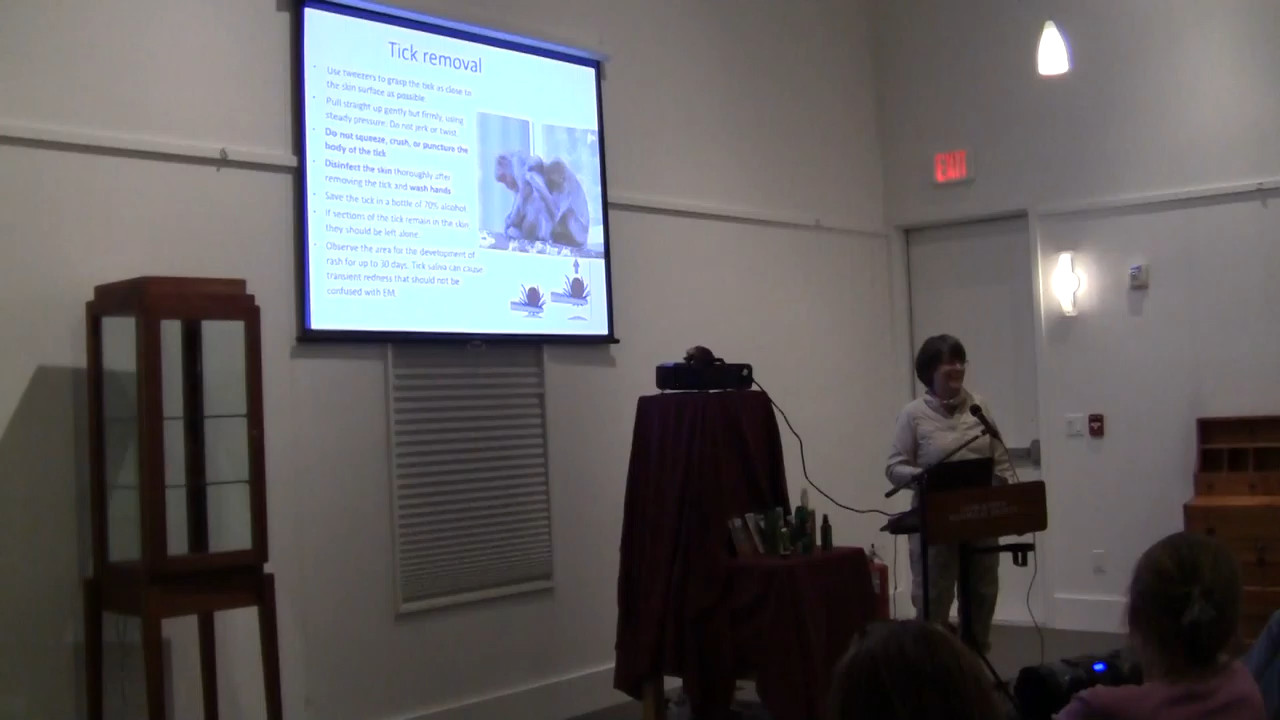 Tick removal
Use tweezers to grasp the tick as close to
the skin surface as possible
Pull straight up gently but firmly, using
steady pressure. Do not jerk or twist.
Do not squeeze, crush, or puncture the
body of the tick
Disinfect the skin thoroughly after
removing the tick and wash hands
Save the tick in a bottle of 70% alcohol
If sections of the tick remain in the skin
they should be left alone
Observe the area for the development of
rash for up to 30 days. Tick saliva can cause
transient redness that should not be
confused with EM.
EXIT